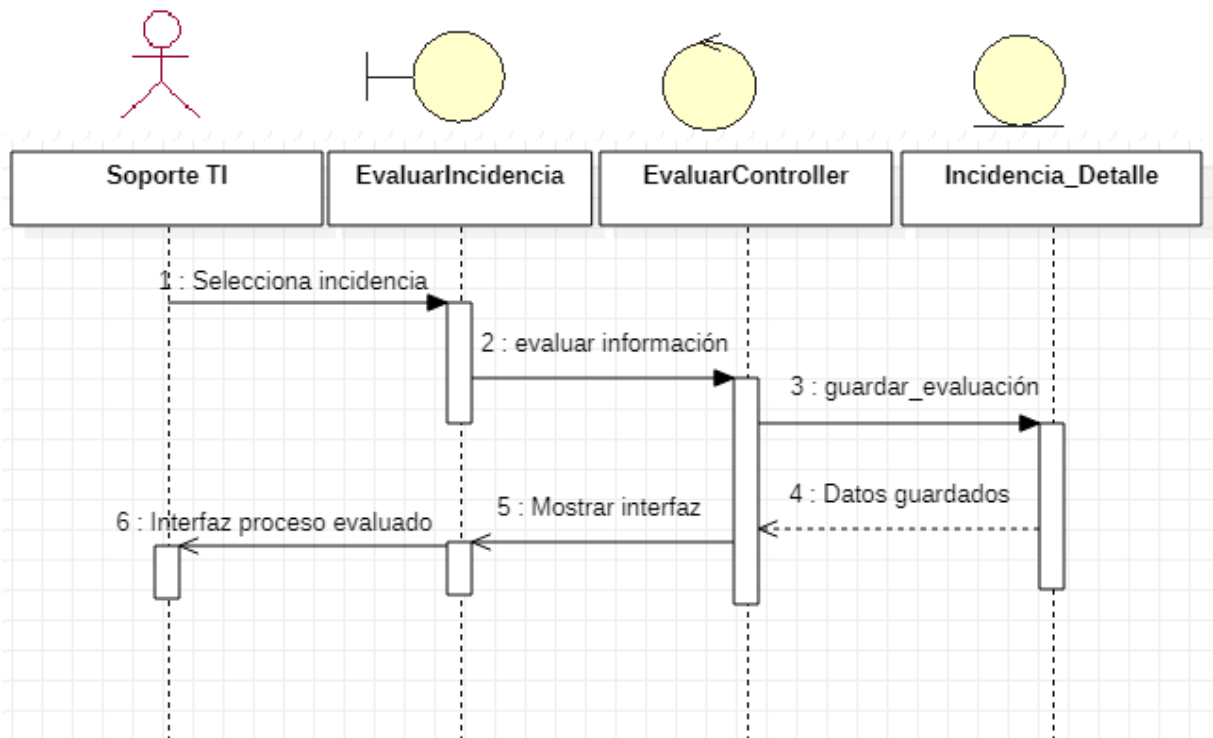 Soporte TI
EvaluarIncidencia
EvaluarController
Incidencia_Detalle
1 : Selecciona incidencia
2 : evaluar información
3 : guardar_evaluación
4 : Datos guardados
5 : Mostrar interfaz
6 : Interfaz proceso evaluado